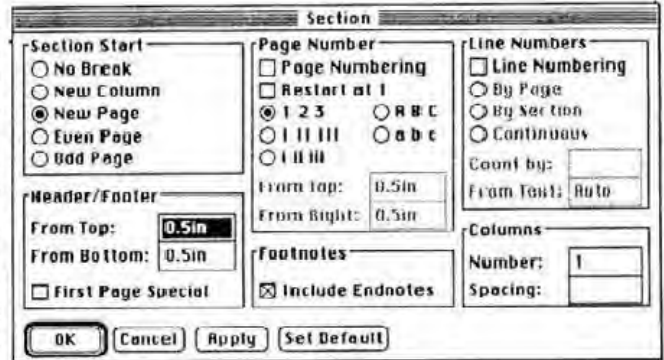 Section
Section Start
No Break
New Column
New Page
Even Page
Odd Page
Header/Footer
From Top: 0.5in
From Bottom: 0.5in
First Page Special
Page Number
Page Numbering
Restart at 1
1 2 3 A B C
I II III a b c
i ii iii
From Top: 0.5in
From Right: 0.5in
Footnotes
Include Endnotes
Line Numbers
Line Numbering
By Page
By Section
Continuous
Count by:
From Text: Auto
Columns
Number: 1
Spacing:
OK Cancel Apply Set Default